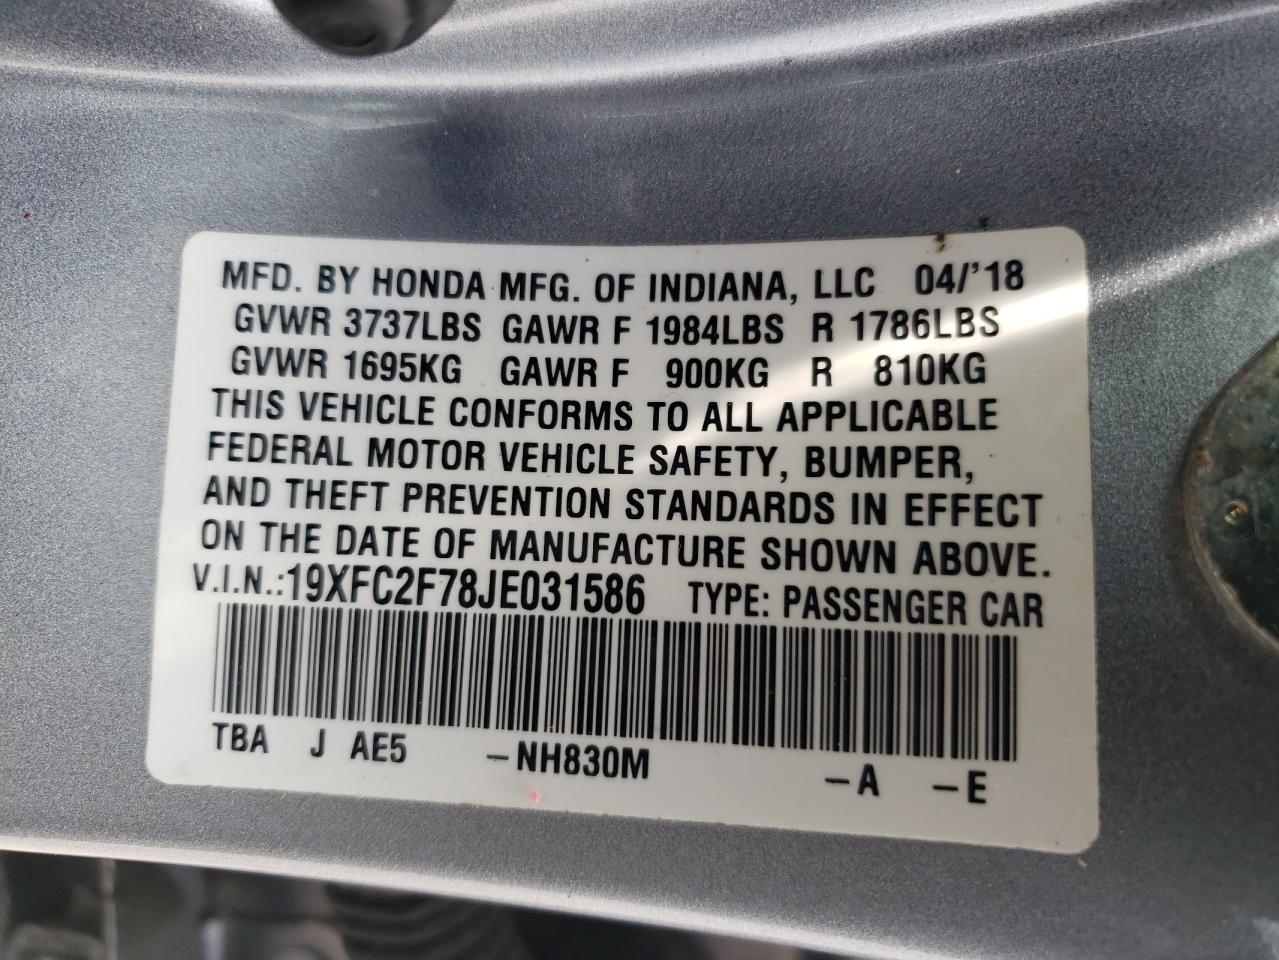 MFD. BY HONDA MFG. OF INDIANA, LLC 04/'18
GVWR 3737LBS GAWR F 1984LBS R 1786LBS
GVWR 1695KG GAWR F 900KG R 810KG
THIS VEHICLE CONFORMS TO ALL APPLICABLE
FEDERAL MOTOR VEHICLE SAFETY, BUMPER,
AND THEFT PREVENTION STANDARDS IN EFFECT
ON THE DATE OF MANUFACTURE SHOWN ABOVE.
V.I.N.:19XFC2F78JE031586 TYPE: PASSENGER CAR
TBA J AE5 -NH830M -A -E